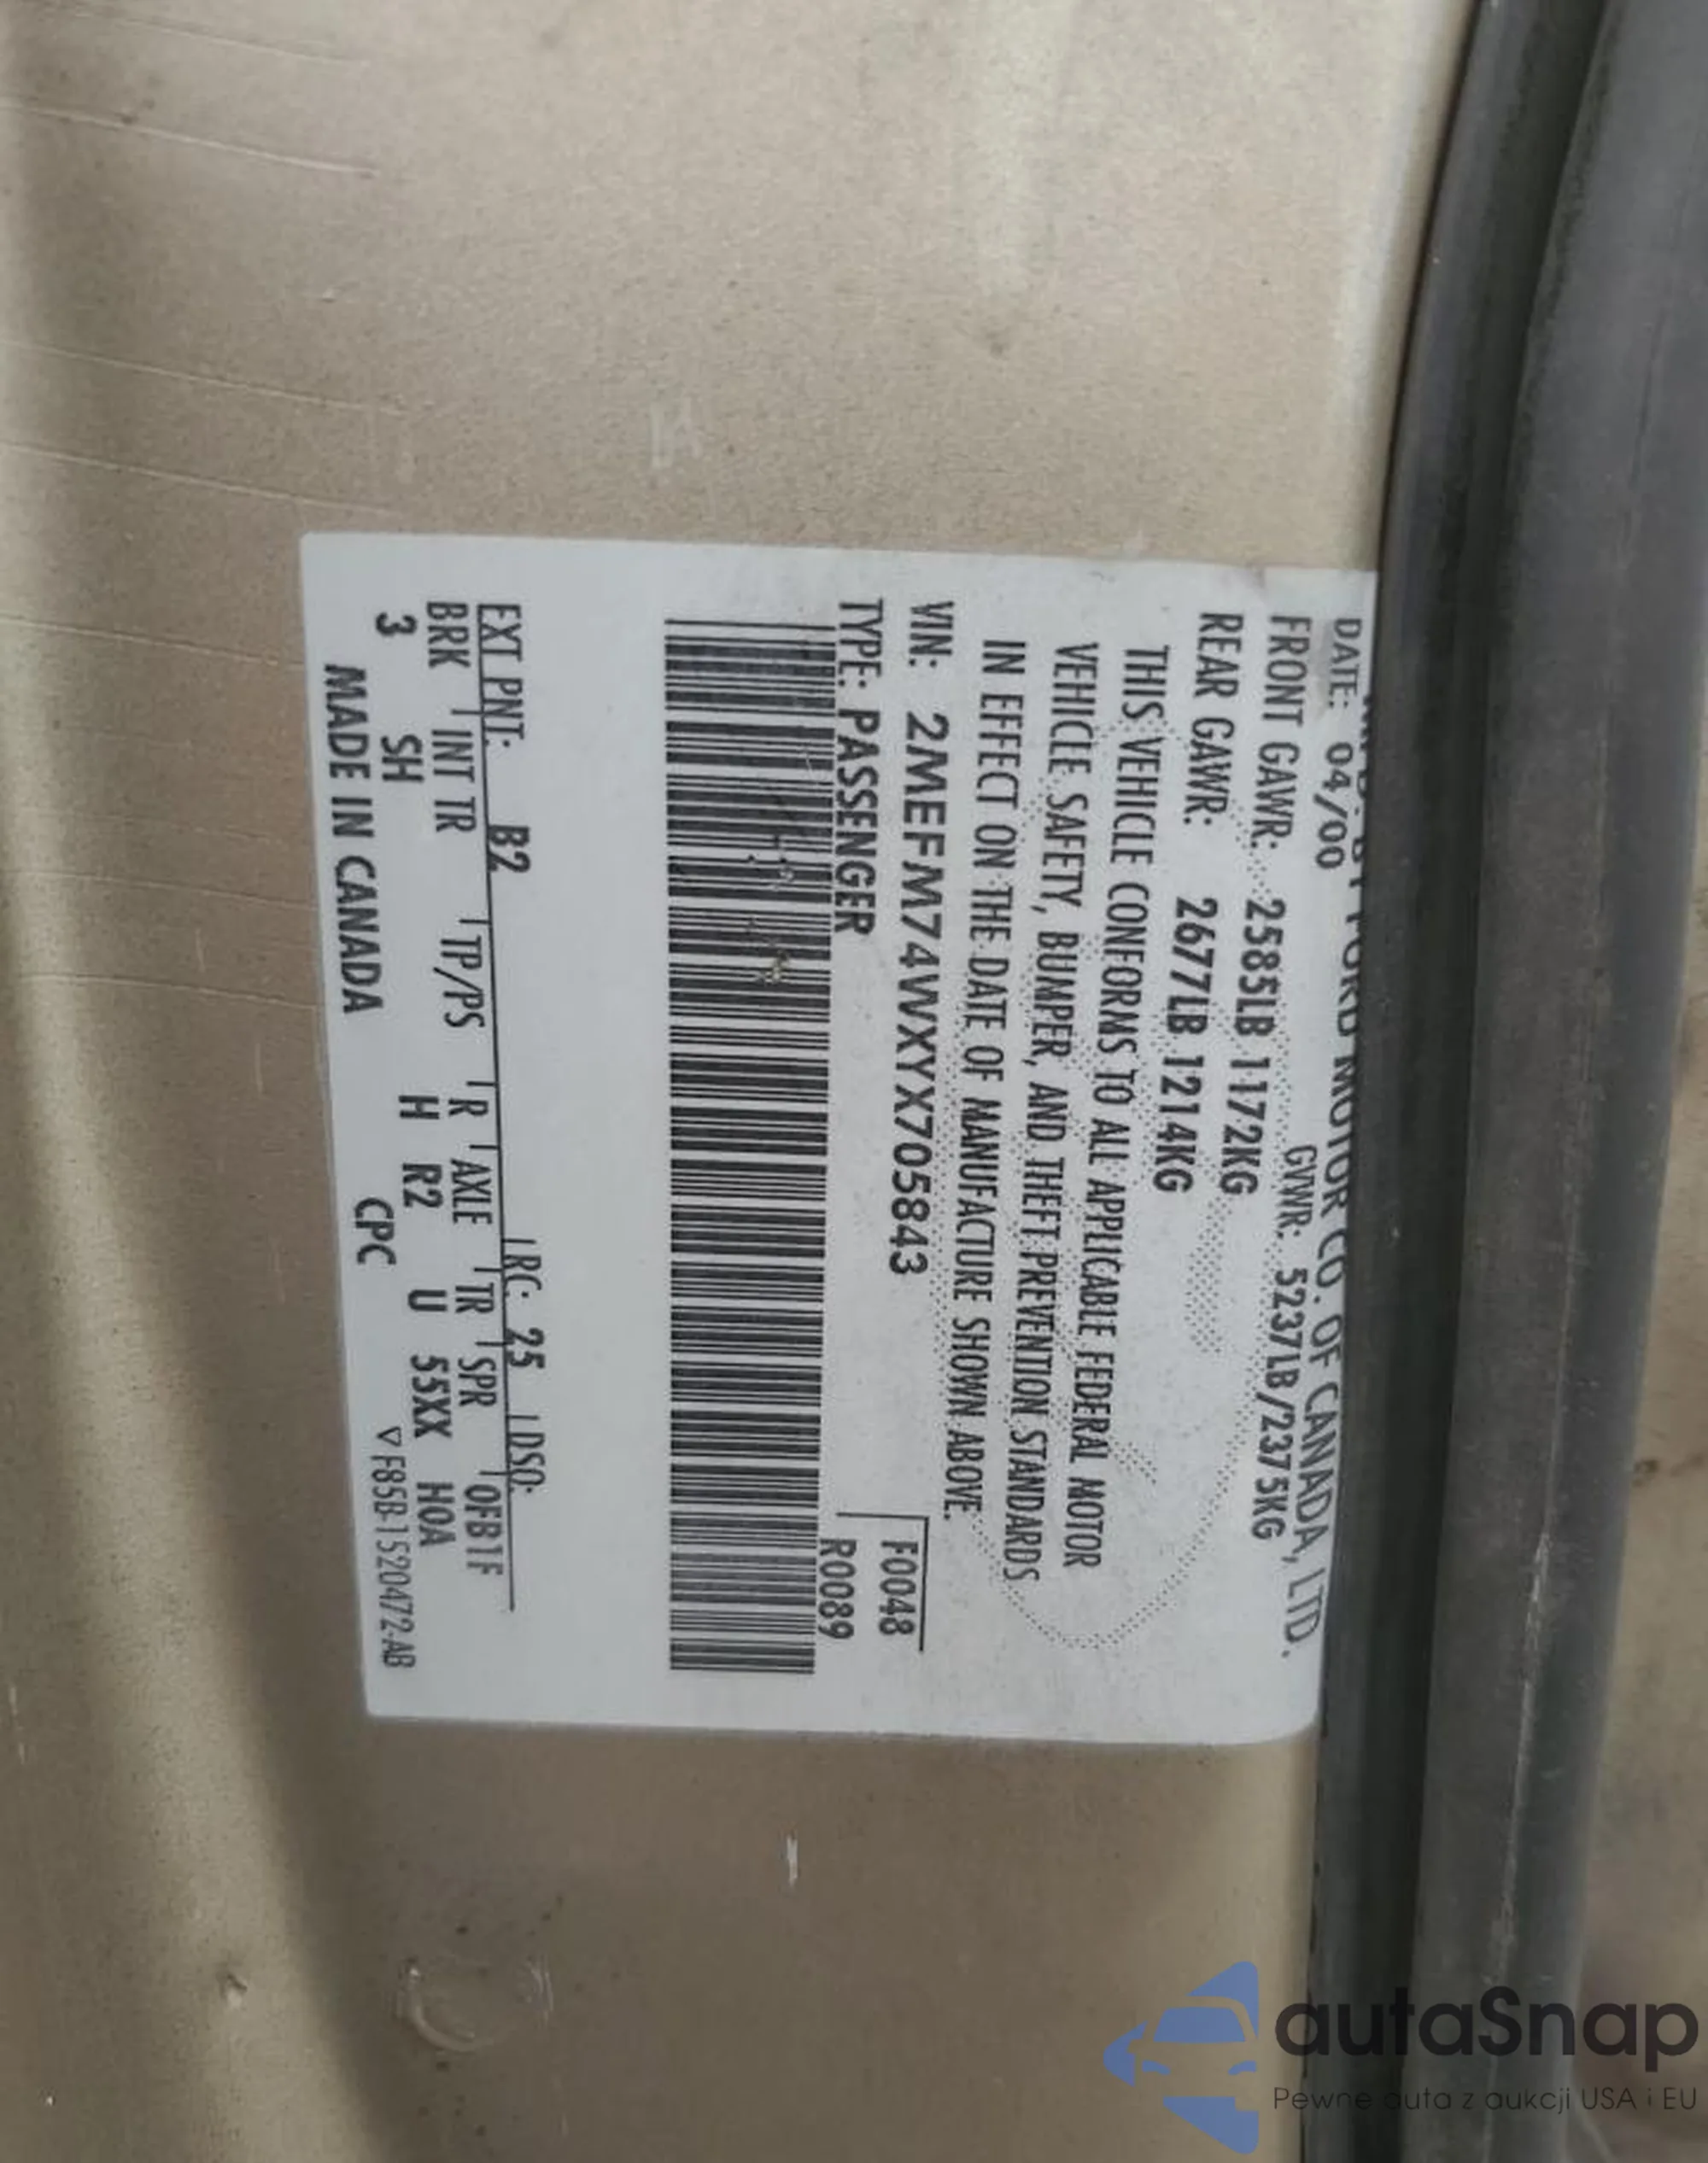 MFD. BY FORD MOTOR CO. OF CANADA, LTD.
DATE: 04/00 GVWR: 5237LB/2375KG
FRONT GAWR: 2585LB 1172KG
REAR GAWR: 2677LB 1214KG
THIS VEHICLE CONFORMS TO ALL APPLICABLE FEDERAL MOTOR
VEHICLE SAFETY, BUMPER, AND THEFT PREVENTION STANDARDS
IN EFFECT ON THE DATE OF MANUFACTURE SHOWN ABOVE.
VIN: 2MEFM74WXYX705843 F0048
TYPE: PASSENGER R0089
EXT PNT: B2 RC: 25 DSO:
BRK INT TR TP/PS R AXLE TR SPR OFB1F
3 SH H R2 U 55XX H0A
MADE IN CANADA CPC ▽F85B-1520472-AB
autaSnap
Pewne auta z aukcji USA i EU